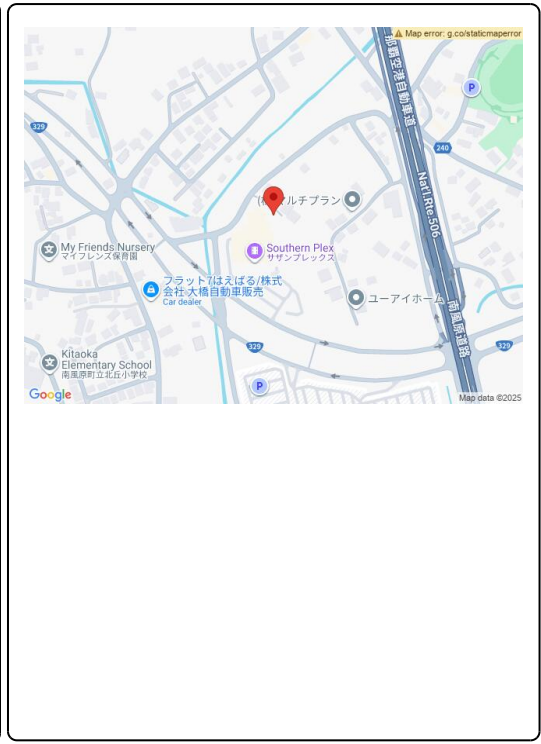 Map error: g.co/staticmaperror
那覇空港自動車道
P
329
240
Nat'l.Rte.506
(株)マルチプラン
My Friends Nursery
マイフレンズ保育園
Southern Plex
サザンプレックス
フラット7はえばる/株式
会社 大橋自動車販売
Car dealer
ユーアイホーム
南風原道路
329
329
Kitaoka
Elementary School
南風原町立北丘小学校
P
Google
Map data ©2025